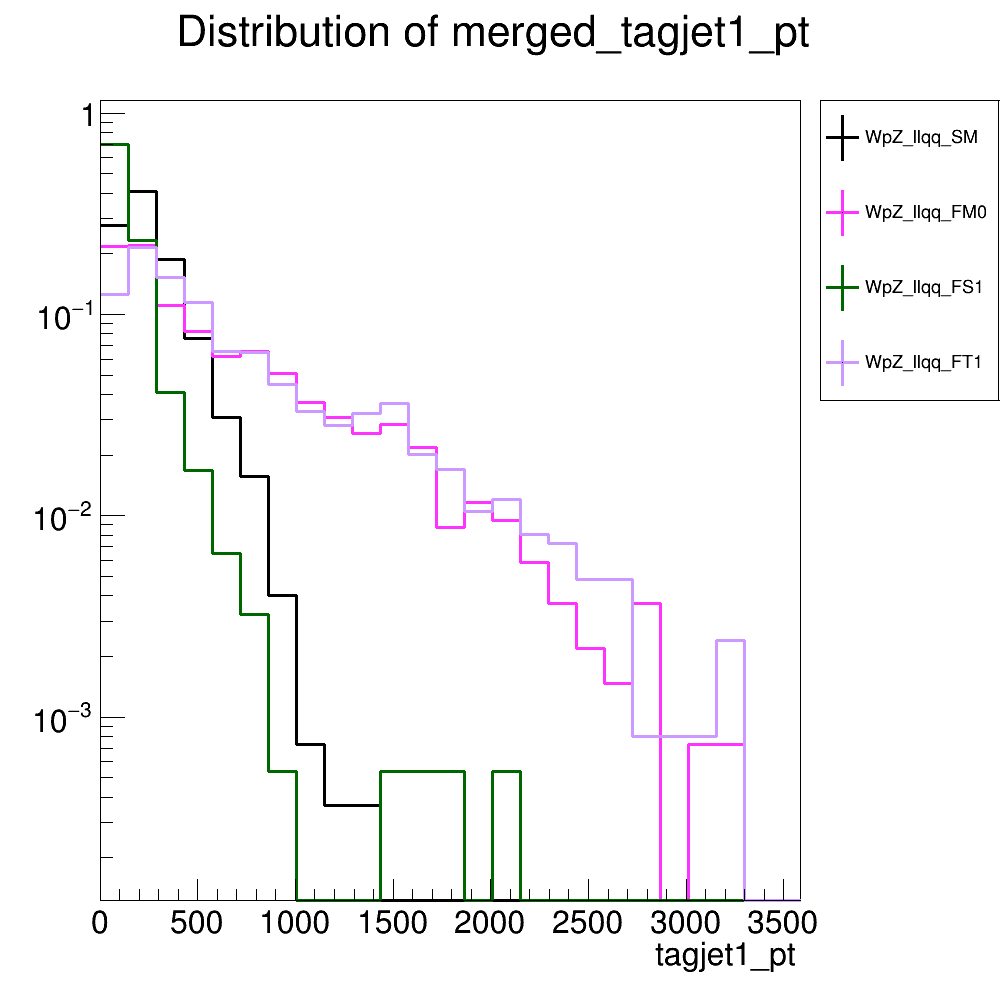 Distribution of merged_tagjet1_pt
1
10⁻¹
10⁻²
10⁻³
0 500 1000 1500 2000 2500 3000 3500
tagjet1_pt
WpZ_llqq_SM
WpZ_llqq_FM0
WpZ_llqq_FS1
WpZ_llqq_FT1